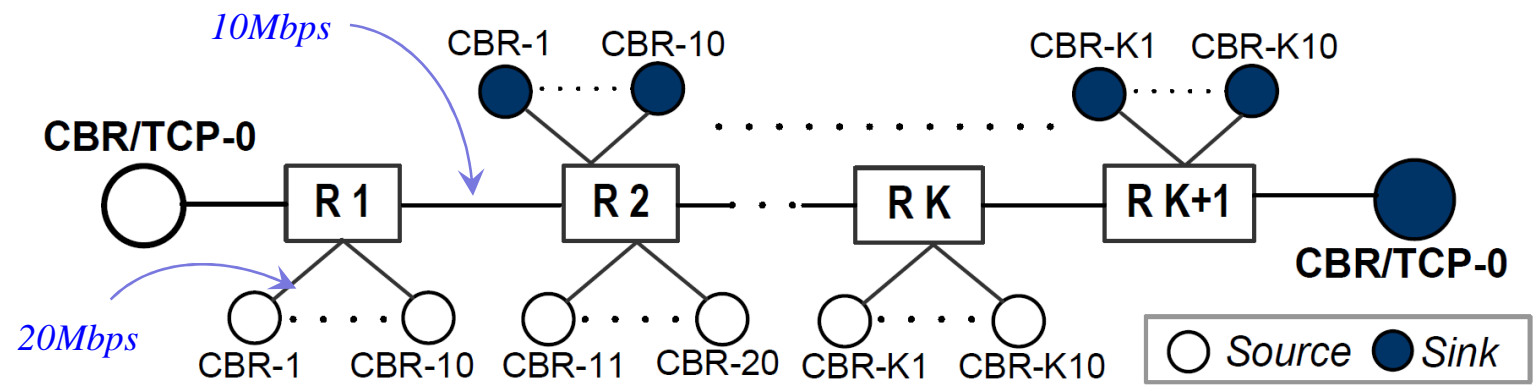 10Mbps
CBR-1
CBR-10
CBR-K1
CBR-K10
CBR/TCP-0
R 1
R 2
R K
R K+1
CBR/TCP-0
20Mbps
CBR-1
CBR-10
CBR-11
CBR-20
CBR-K1
CBR-K10
Source
Sink